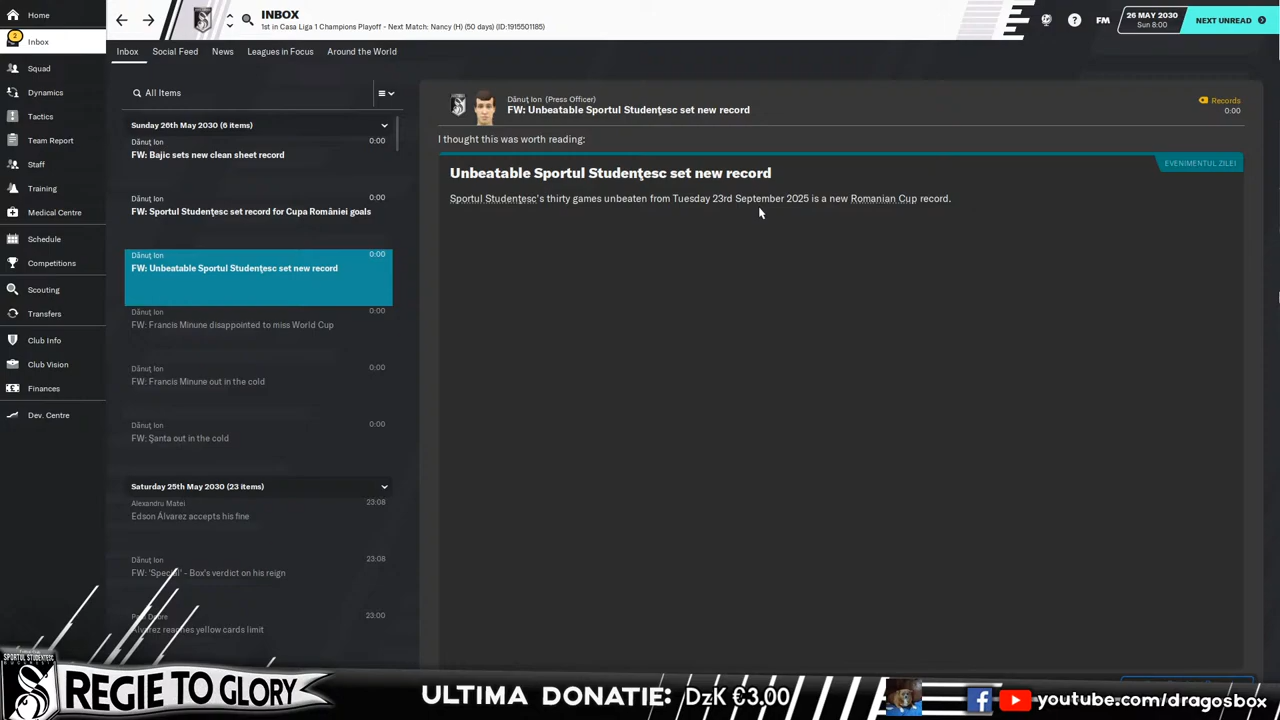 Home
INBOX
1st in Casa Liga 1 Champions Playoff - Next Match: Nancy (H) (50 days) (ID:1915501185)
FM
26 MAY 2030
SUN 8:00
NEXT UNREAD
2
Inbox
Inbox Social Feed News Leagues in Focus Around the World
Squad
Dynamics
Tactics
Team Report
Staff
Training
Medical Centre
Schedule
Competitions
Scouting
Transfers
Club Info
Club Vision
Finances
Dev. Centre
All Items
Sunday 26th May 2030 (6 items)
Dănuț Ion 0:00
FW: Bajic sets new clean sheet record
Dănuț Ion 0:00
FW: Sportul Studenţesc set record for Cupa României goals
Dănuț Ion 0:00
FW: Unbeatable Sportul Studenţesc set new record
Dănuț Ion 0:00
FW: Francis Minune disappointed to miss World Cup
Dănuț Ion 0:00
FW: Francis Minune out in the cold
Dănuț Ion 0:00
FW: Şanta out in the cold
Saturday 25th May 2030 (23 items)
Alexandru Matei 23:08
Edson Álvarez accepts his fine
Dănuț Ion 23:08
FW: 'Special' - Box's verdict on his reign
23:00
Álvarez reaches yellow cards limit
Dănuț Ion (Press Officer)
FW: Unbeatable Sportul Studenţesc set new record
Records
0:00
I thought this was worth reading:
EVENIMENTUL ZILEI
Unbeatable Sportul Studenţesc set new record
Sportul Studenţesc's thirty games unbeaten from Tuesday 23rd September 2025 is a new Romanian Cup record.
SPORTUL STUDENTESC
REGIE TO GLORY
ULTIMA DONATIE: DzK €3.00
youtube.com/dragosbox